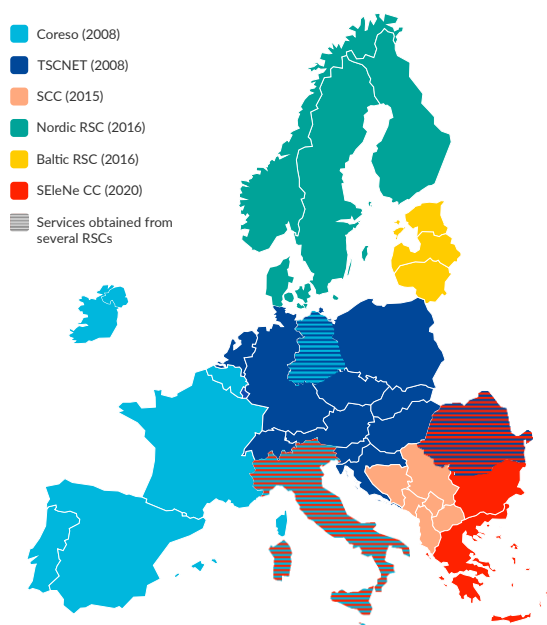 Coreso (2008)
TSCNET (2008)
SCC (2015)
Nordic RSC (2016)
Baltic RSC (2016)
SEleNe CC (2020)
Services obtained from
several RSCs